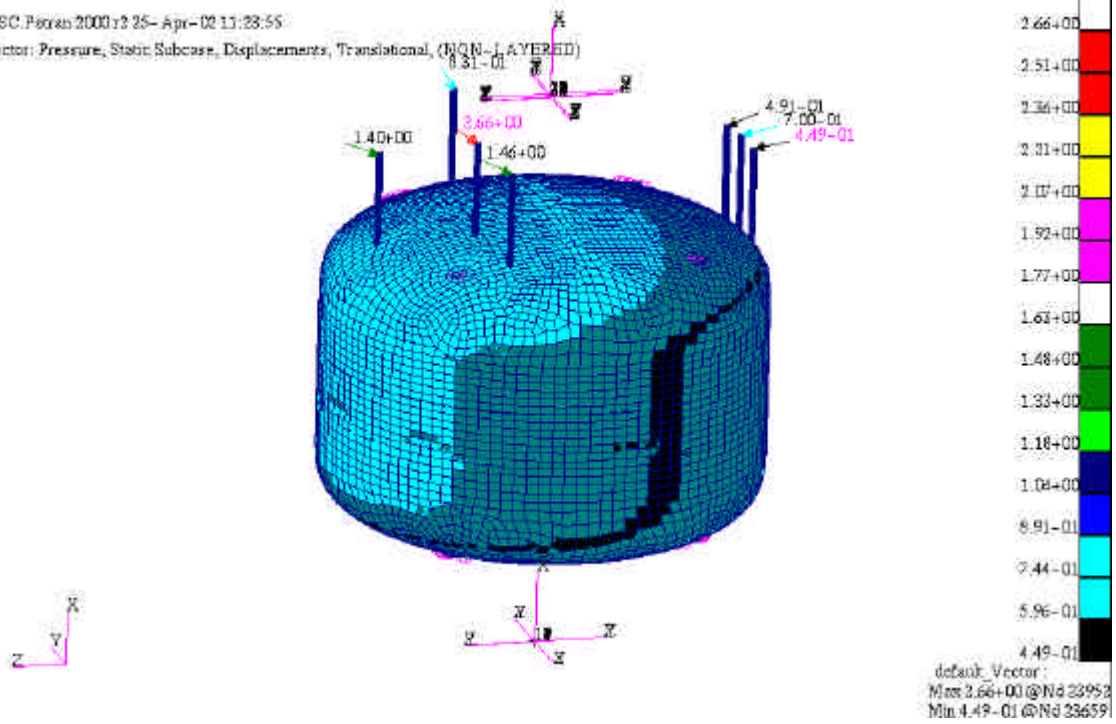 SC.Patran 2000 r2 25-Apr-02 11:23:55
ctor: Pressure, Static Subcase, Displacements, Translational, (NON-LAYERED)
X
8.31-01
2.66+00
1.40+00
1.46+00
4.91-01
7.00-01
4.49-01
2.66+00
2.51+00
2.36+00
2.21+00
2.07+00
1.92+00
1.77+00
1.63+00
1.48+00
1.33+00
1.18+00
1.04+00
8.91-01
7.44-01
5.96-01
4.49-01
X
Y
Z
default_Vector :
Max 2.66+00 @Nd 23952
Min 4.49-01 @Nd 23659